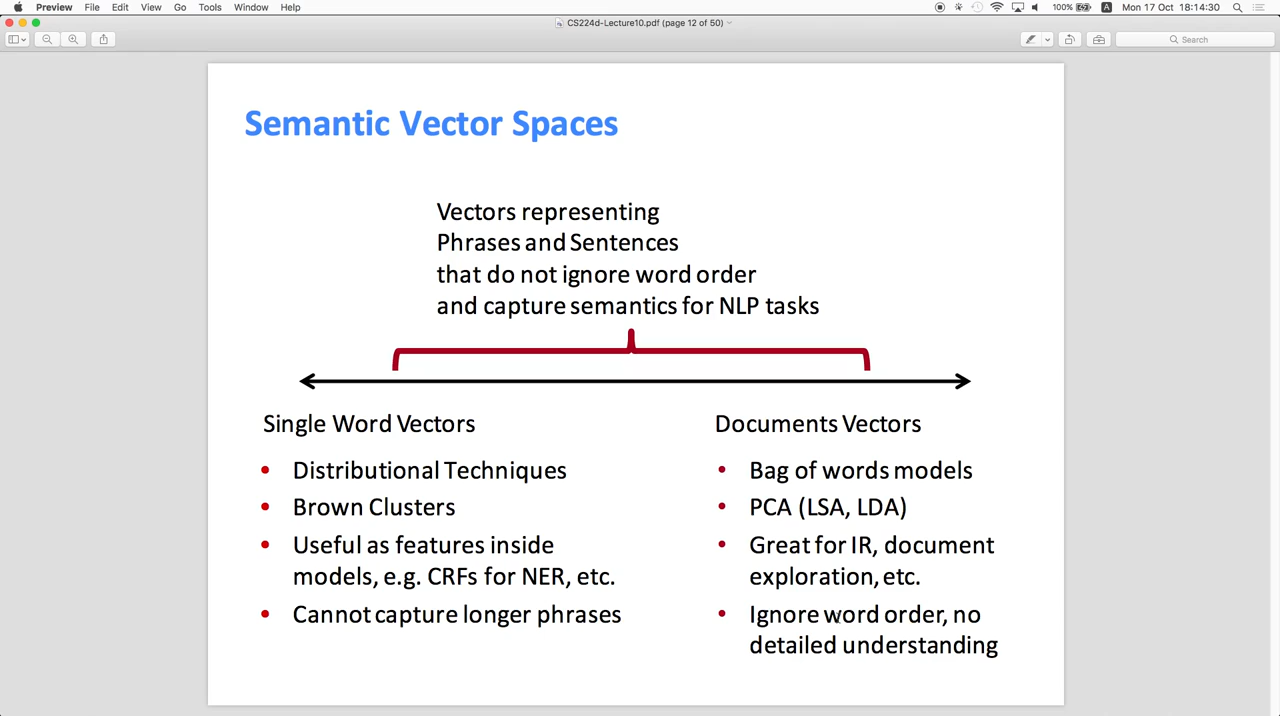 Preview File Edit View Go Tools Window Help 100% A Mon 17 Oct 18:14:30
CS224d-Lecture10.pdf (page 12 of 50)
Search
Semantic Vector Spaces
Vectors representing
Phrases and Sentences
that do not ignore word order
and capture semantics for NLP tasks
Single Word Vectors
• Distributional Techniques
• Brown Clusters
• Useful as features inside
models, e.g. CRFs for NER, etc.
• Cannot capture longer phrases
Documents Vectors
• Bag of words models
• PCA (LSA, LDA)
• Great for IR, document
exploration, etc.
• Ignore word order, no
detailed understanding